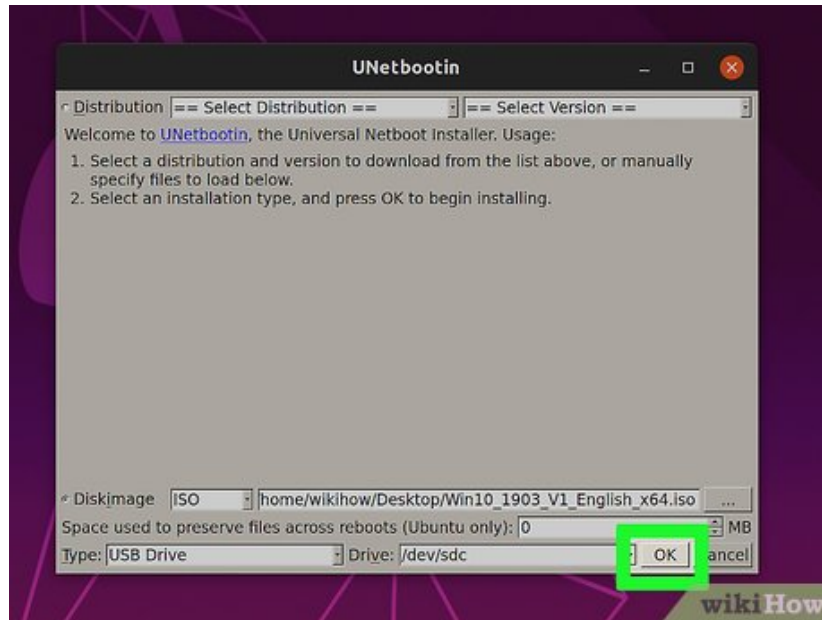 UNetbootin
Distribution == Select Distribution == == Select Version ==
Welcome to UNetbootin, the Universal Netboot Installer. Usage:
1. Select a distribution and version to download from the list above, or manually
specify files to load below.
2. Select an installation type, and press OK to begin installing.
Diskimage ISO home/wikihow/Desktop/Win10_1903_V1_English_x64.iso ...
Space used to preserve files across reboots (Ubuntu only): 0 MB
Type: USB Drive Drive: /dev/sdc OK ancel
wikiHow